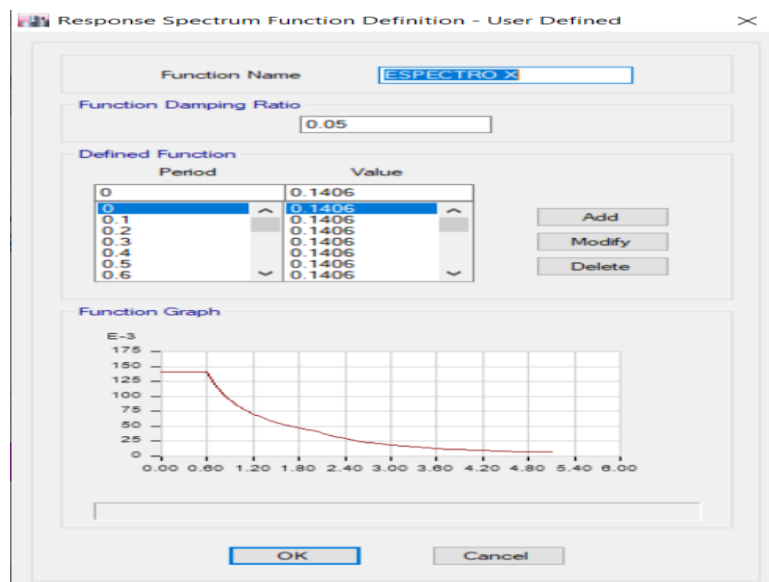 Response Spectrum Function Definition - User Defined
Function Name
ESPECTRO X
Function Damping Ratio
0.05
Defined Function
Period Value
0 0.1406
0 0.1406
0.1 0.1406
0.2 0.1406
0.3 0.1406
0.4 0.1406
0.5 0.1406
0.6 0.1406
Add
Modify
Delete
Function Graph
E-3
175
150
125
100
75
50
25
0
0.00 0.60 1.20 1.80 2.40 3.00 3.60 4.20 4.80 5.40 6.00
OK Cancel